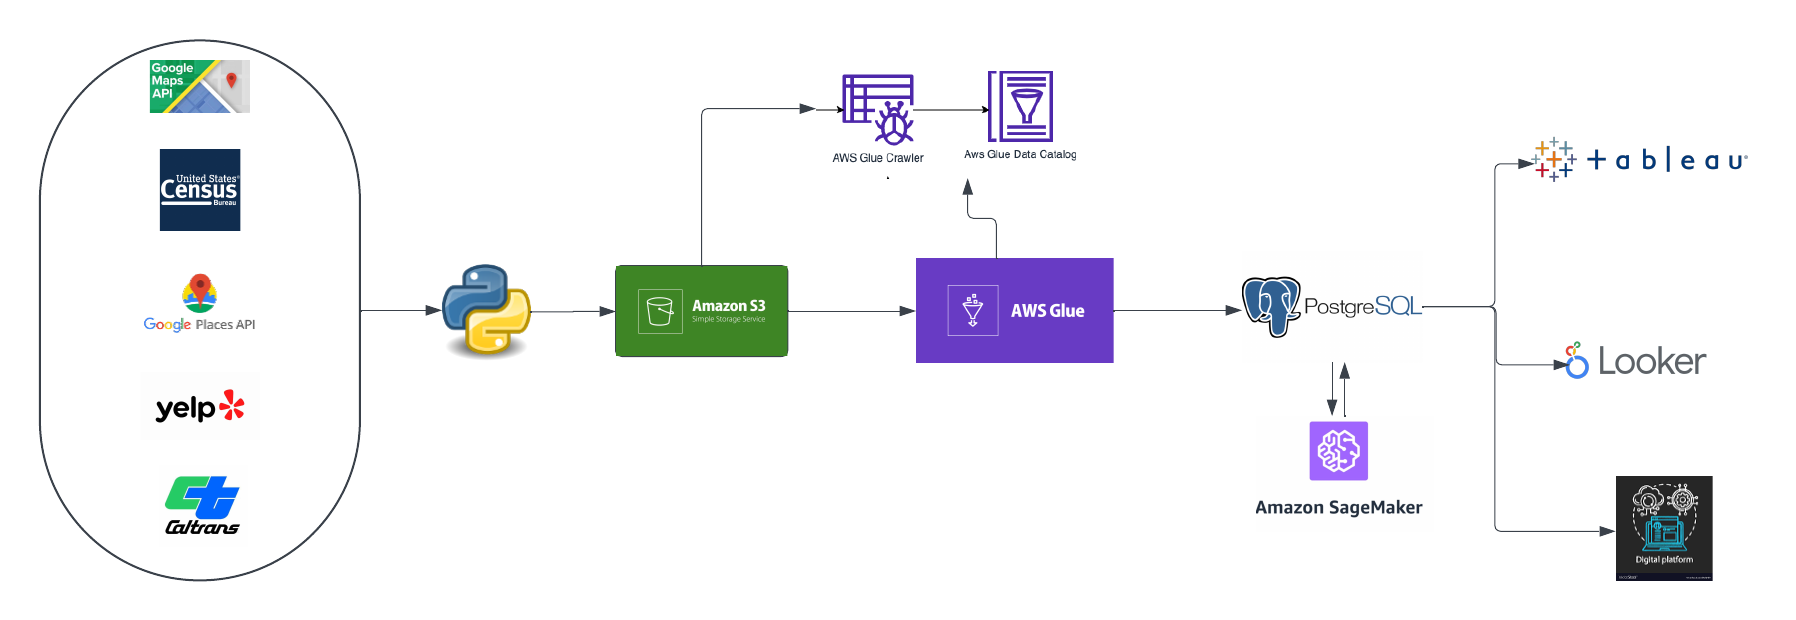 Google
Maps
API
United States®
Census
Bureau
Google Places API
yelp
Caltrans
Amazon S3
Simple Storage Service
AWS Glue Crawler
Aws Glue Data Catalog
AWS Glue
PostgreSQL
Amazon SageMaker
+ableau®
Looker
Digital platform